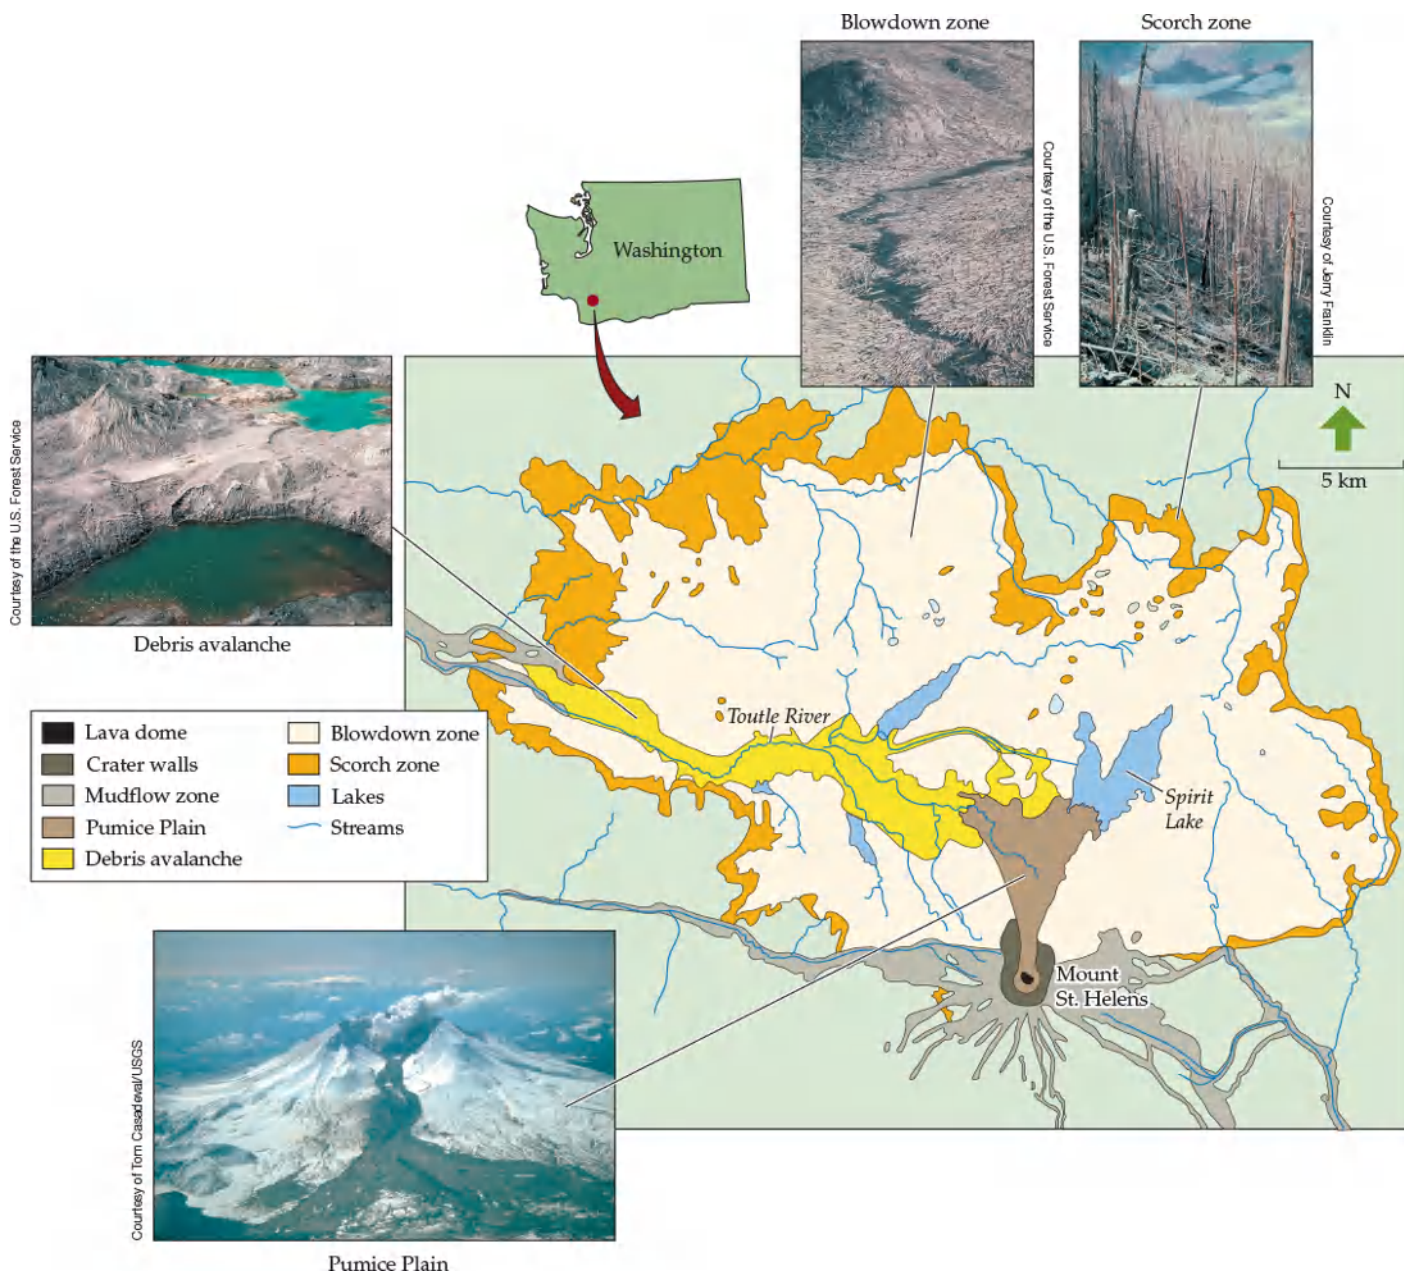 Blowdown zone
Scorch zone
Courtesy of the U.S. Forest Service
Courtesy of Jerry Franklin
Washington
N
5 km
Courtesy of the U.S. Forest Service
Debris avalanche
Toutle River
Spirit
Lake
Lava dome
Crater walls
Mudflow zone
Pumice Plain
Debris avalanche
Blowdown zone
Scorch zone
Lakes
Streams
Mount
St. Helens
Courtesy of Tom Casadeval/USGS
Pumice Plain